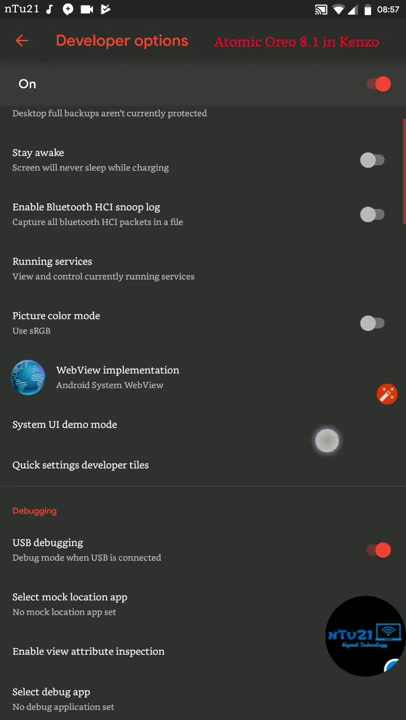 nTu21
08:57
Developer options
Atomic Oreo 8.1 in Kenzo
On
Desktop full backups aren't currently protected
Stay awake
Screen will never sleep while charging
Enable Bluetooth HCI snoop log
Capture all bluetooth HCI packets in a file
Running services
View and control currently running services
Picture color mode
Use sRGB
WebView implementation
Android System WebView
System UI demo mode
Quick settings developer tiles
Debugging
USB debugging
Debug mode when USB is connected
Select mock location app
No mock location app set
nTu21
Enable view attribute inspection
Select debug app
No debug application set